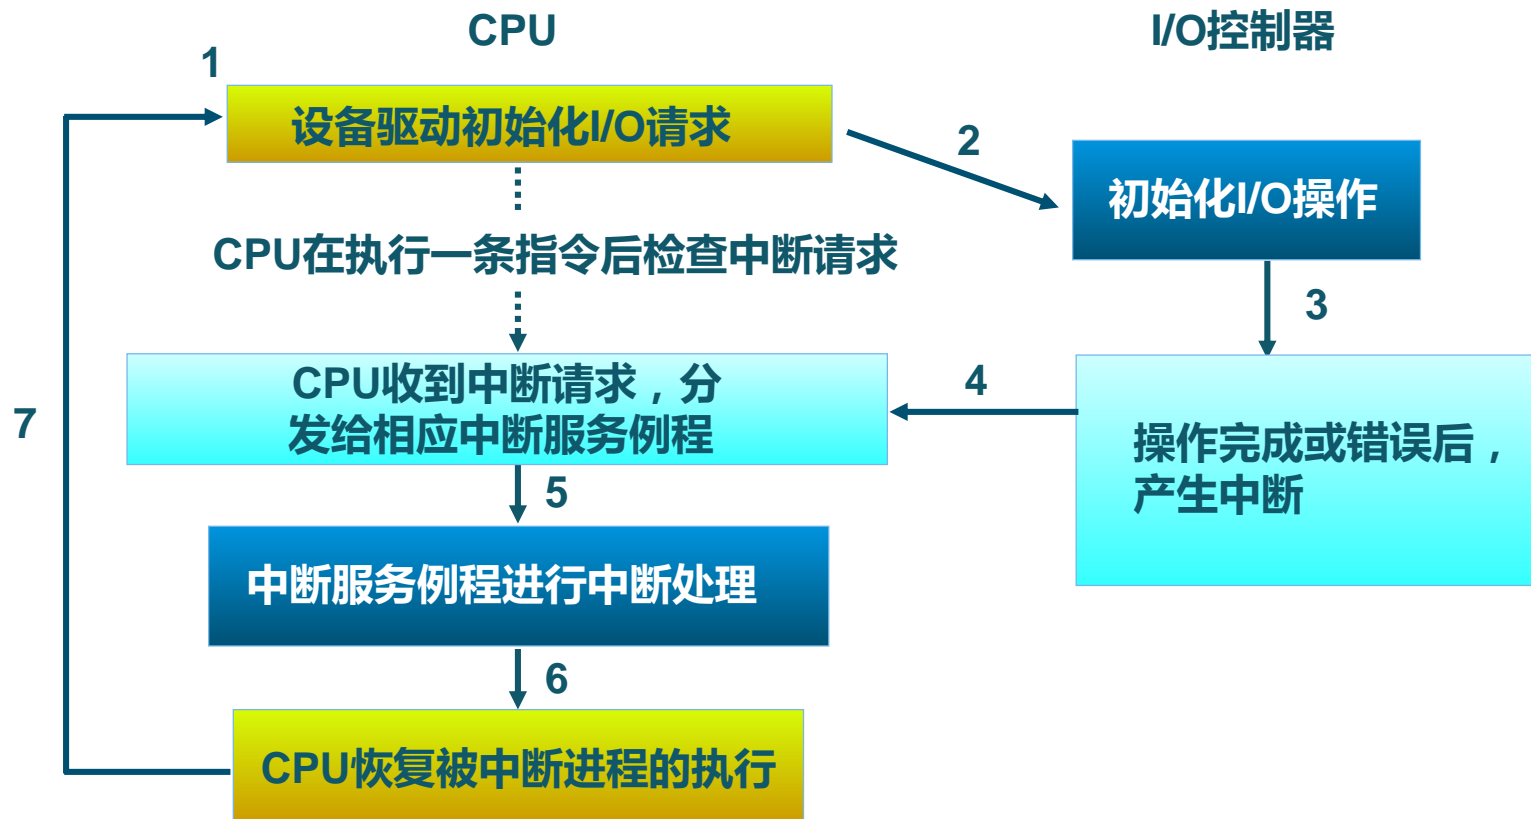 CPU
I/O控制器
1
设备驱动初始化I/O请求
2
初始化I/O操作
CPU在执行一条指令后检查中断请求
3
CPU收到中断请求，分
发给相应中断服务例程
4
操作完成或错误后，
产生中断
7
5
中断服务例程进行中断处理
6
CPU恢复被中断进程的执行